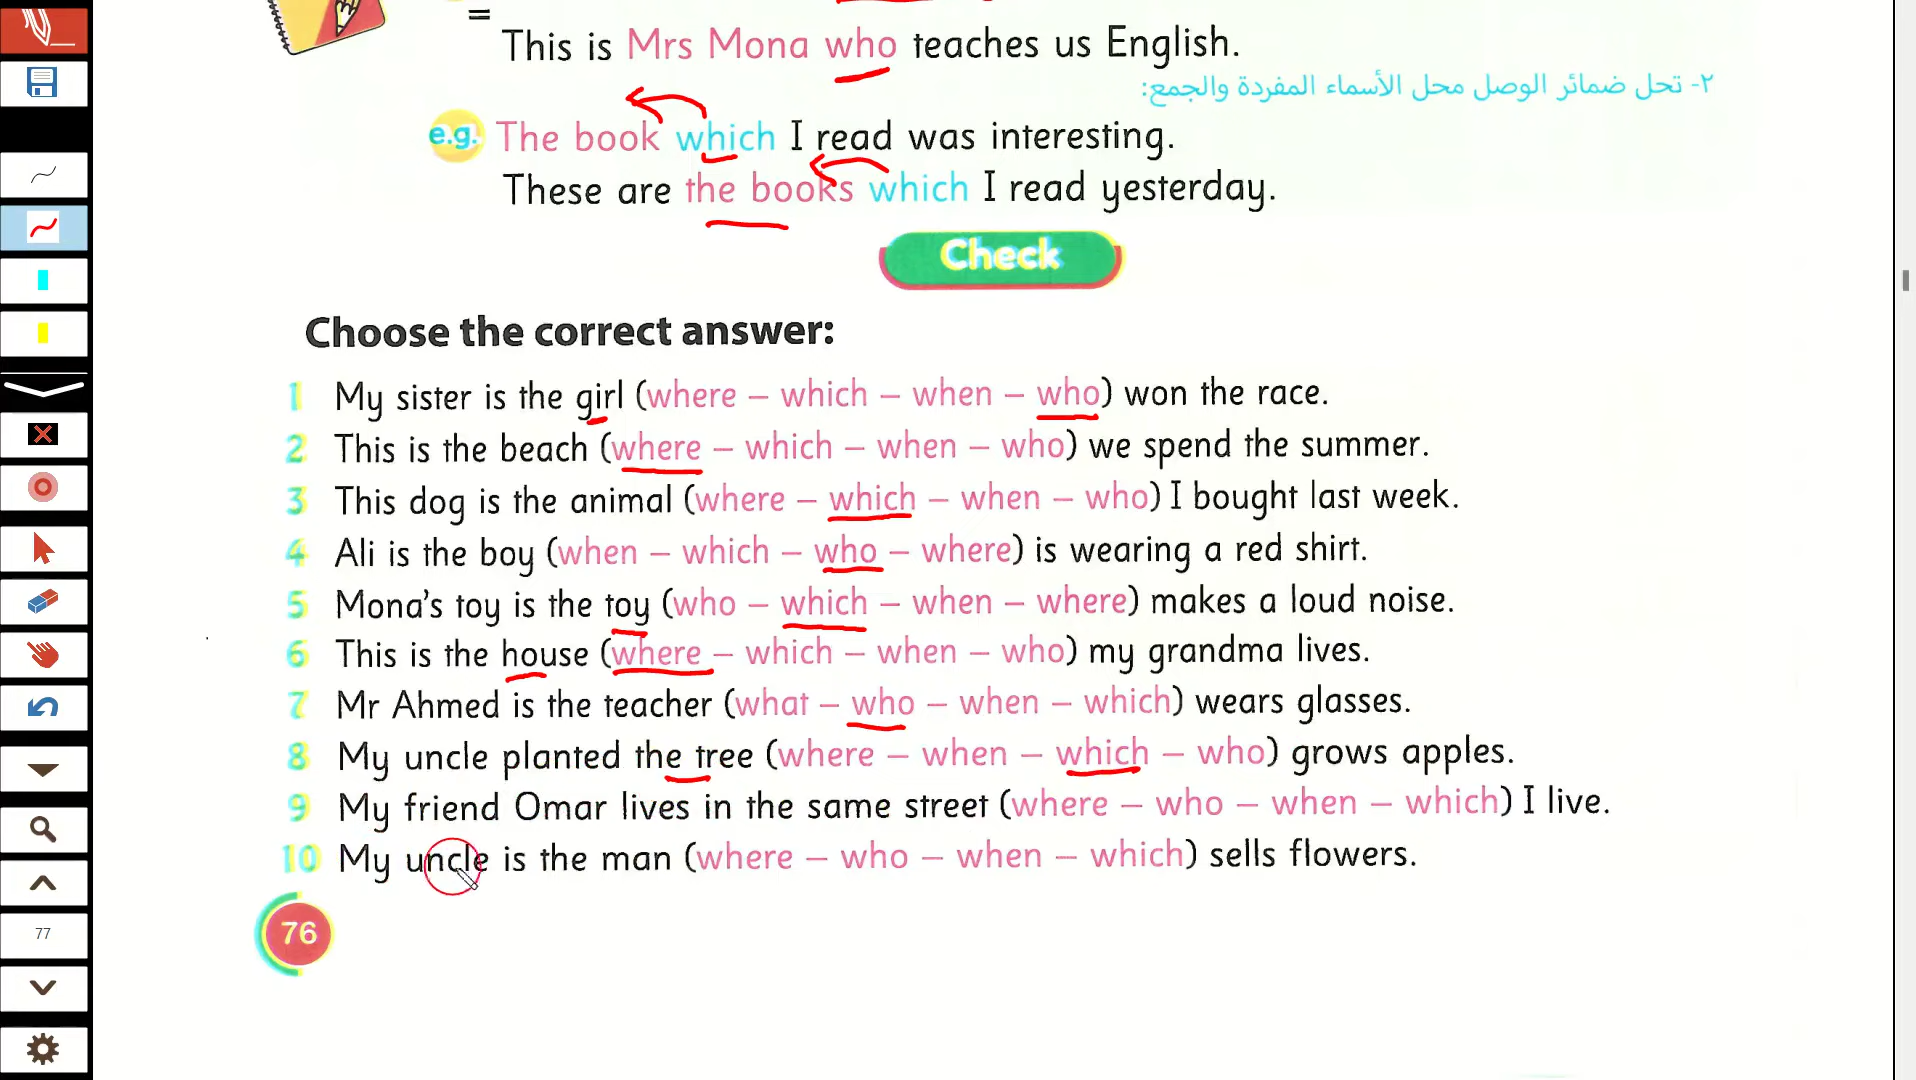 =
This is Mrs Mona who teaches us English.
٢- تحل ضمائر الوصل محل الأسماء المفردة والجمع:
e.g. The book which I read was interesting.
These are the books which I read yesterday.
Check
Choose the correct answer:
1 My sister is the girl (where – which – when – who) won the race.
2 This is the beach (where – which – when – who) we spend the summer.
3 This dog is the animal (where – which – when – who) I bought last week.
4 Ali is the boy (when – which – who – where) is wearing a red shirt.
5 Mona's toy is the toy (who – which – when – where) makes a loud noise.
6 This is the house (where – which – when – who) my grandma lives.
7 Mr Ahmed is the teacher (what – who – when – which) wears glasses.
8 My uncle planted the tree (where – when – which – who) grows apples.
9 My friend Omar lives in the same street (where – who – when – which) I live.
10 My uncle is the man (where – who – when – which) sells flowers.
76
77